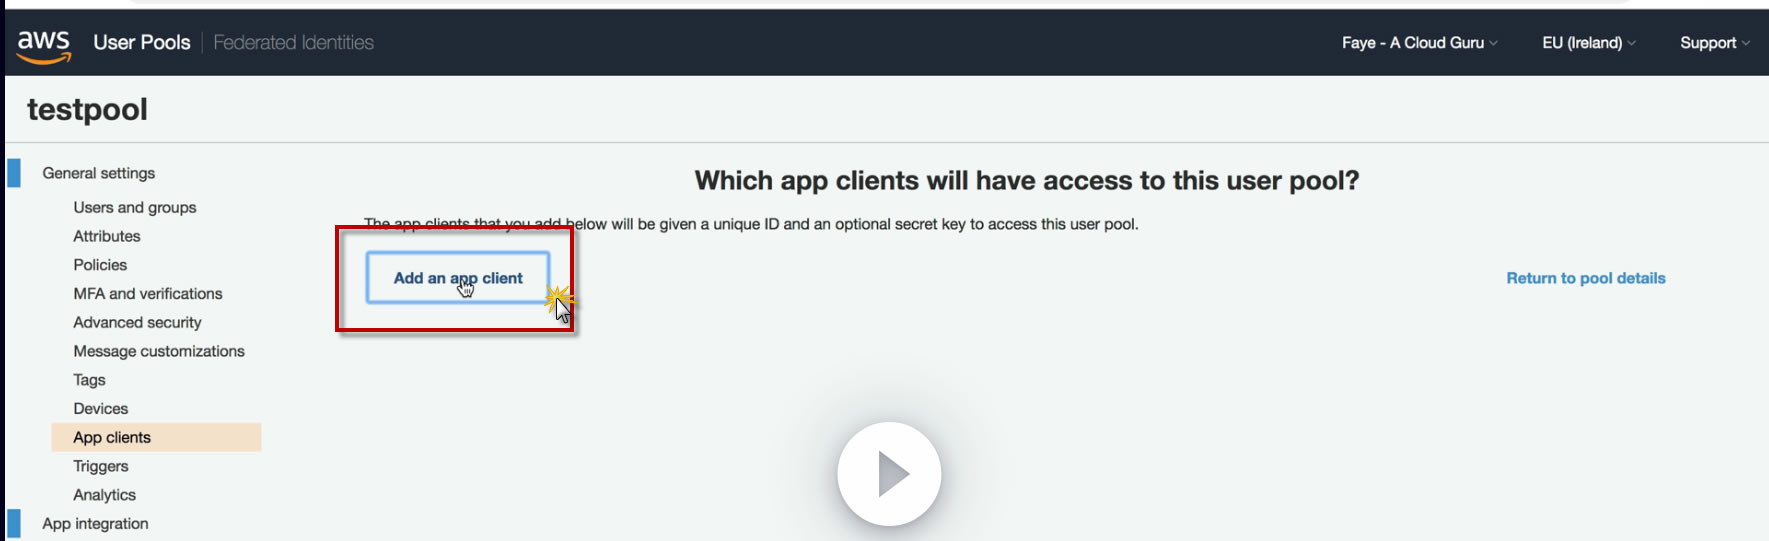 aws User Pools Federated Identities Faye - A Cloud Guru EU (Ireland) Support
testpool
General settings
Users and groups
Attributes
Policies
MFA and verifications
Advanced security
Message customizations
Tags
Devices
App clients
Triggers
Analytics
App integration
Which app clients will have access to this user pool?
The app clients that you add below will be given a unique ID and an optional secret key to access this user pool.
Add an app client
Return to pool details